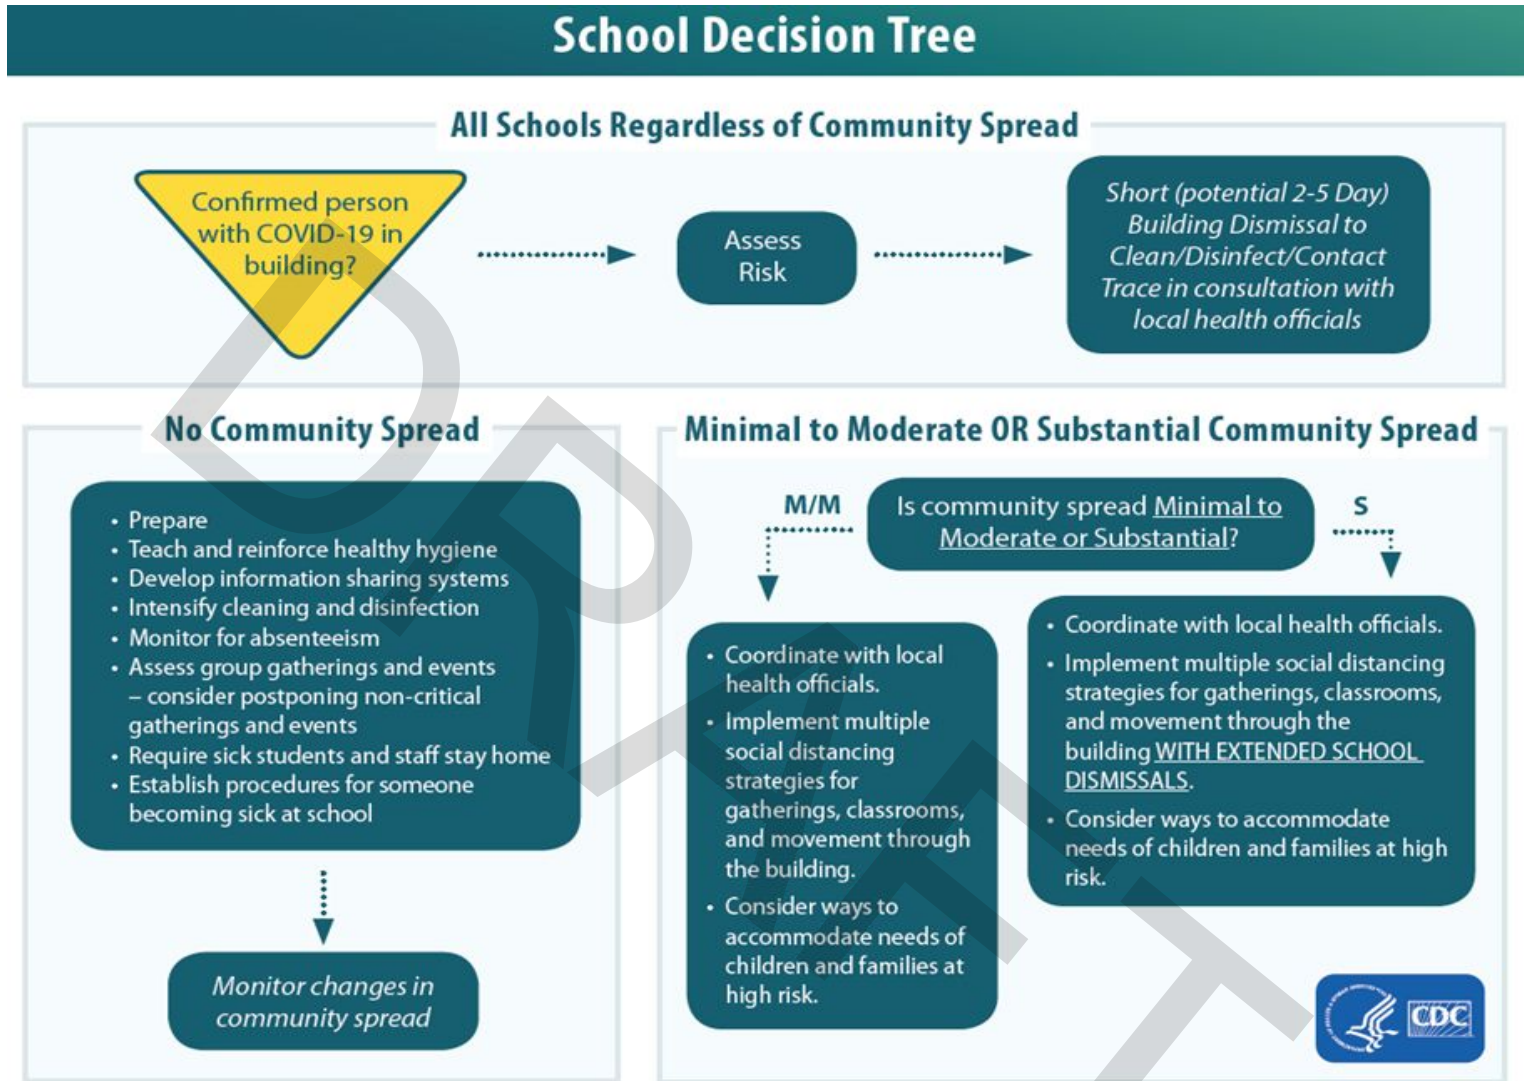 School Decision Tree
All Schools Regardless of Community Spread
Confirmed person
with COVID-19 in
building?
Assess
Risk
Short (potential 2-5 Day)
Building Dismissal to
Clean/Disinfect/Contact
Trace in consultation with
local health officials
No Community Spread
• Prepare
• Teach and reinforce healthy hygiene
• Develop information sharing systems
• Intensify cleaning and disinfection
• Monitor for absenteeism
• Assess group gatherings and events
– consider postponing non-critical
gatherings and events
• Require sick students and staff stay home
• Establish procedures for someone
becoming sick at school
Monitor changes in
community spread
Minimal to Moderate OR Substantial Community Spread
Is community spread Minimal to
Moderate or Substantial?
M/M
• Coordinate with local
health officials.
• Implement multiple
social distancing
strategies for
gatherings, classrooms,
and movement through
the building.
• Consider ways to
accommodate needs of
children and families at
high risk.
S
• Coordinate with local health officials.
• Implement multiple social distancing
strategies for gatherings, classrooms,
and movement through the
building WITH EXTENDED SCHOOL
DISMISSALS.
• Consider ways to accommodate
needs of children and families at high
risk.
CDC
DRAFT